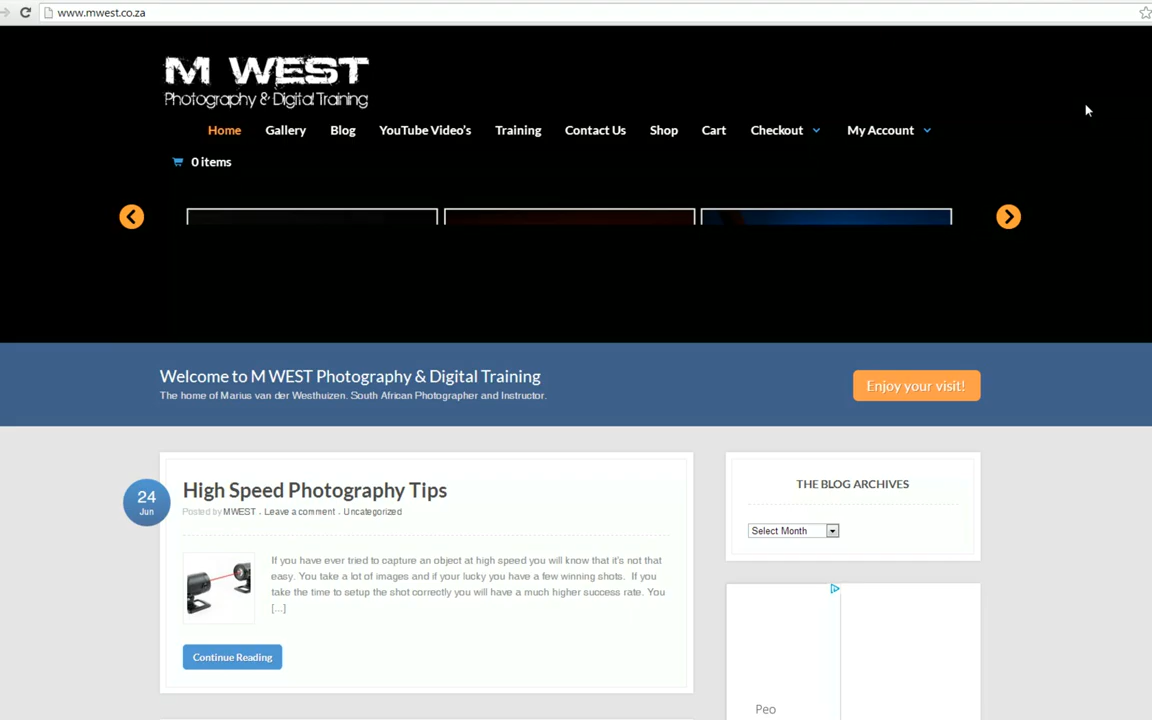 www.mwest.co.za
M WEST
Photography & Digital Training
Home Gallery Blog YouTube Video's Training Contact Us Shop Cart Checkout My Account
0 items
Welcome to M WEST Photography & Digital Training
The home of Marius van der Westhuizen. South African Photographer and Instructor.
Enjoy your visit!
24
Jun
High Speed Photography Tips
Posted by MWEST . Leave a comment . Uncategorized
If you have ever tried to capture an object at high speed you will know that it's not that
easy. You take a lot of images and if your lucky you have a few winning shots. If you
take the time to setup the shot correctly you will have a much higher success rate. You
[...]
Continue Reading
THE BLOG ARCHIVES
Select Month
Peo